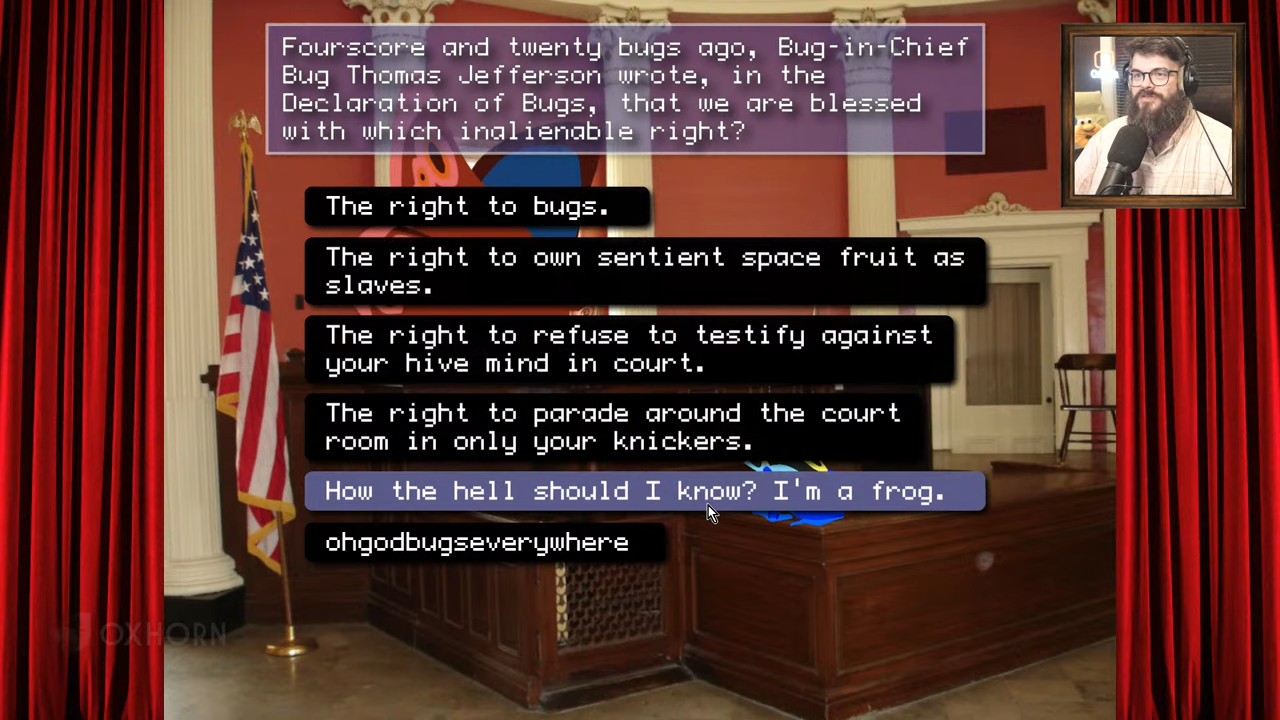 Fourscore and twenty bugs ago, Bug-in-Chief
Bug Thomas Jefferson wrote, in the
Declaration of Bugs, that we are blessed
with which inalienable right?
The right to bugs.
The right to own sentient space fruit as
slaves.
The right to refuse to testify against
your hive mind in court.
The right to parade around the court
room in only your knickers.
How the hell should I know? I'm a frog.
ohgodbugseverywhere
OXHORN